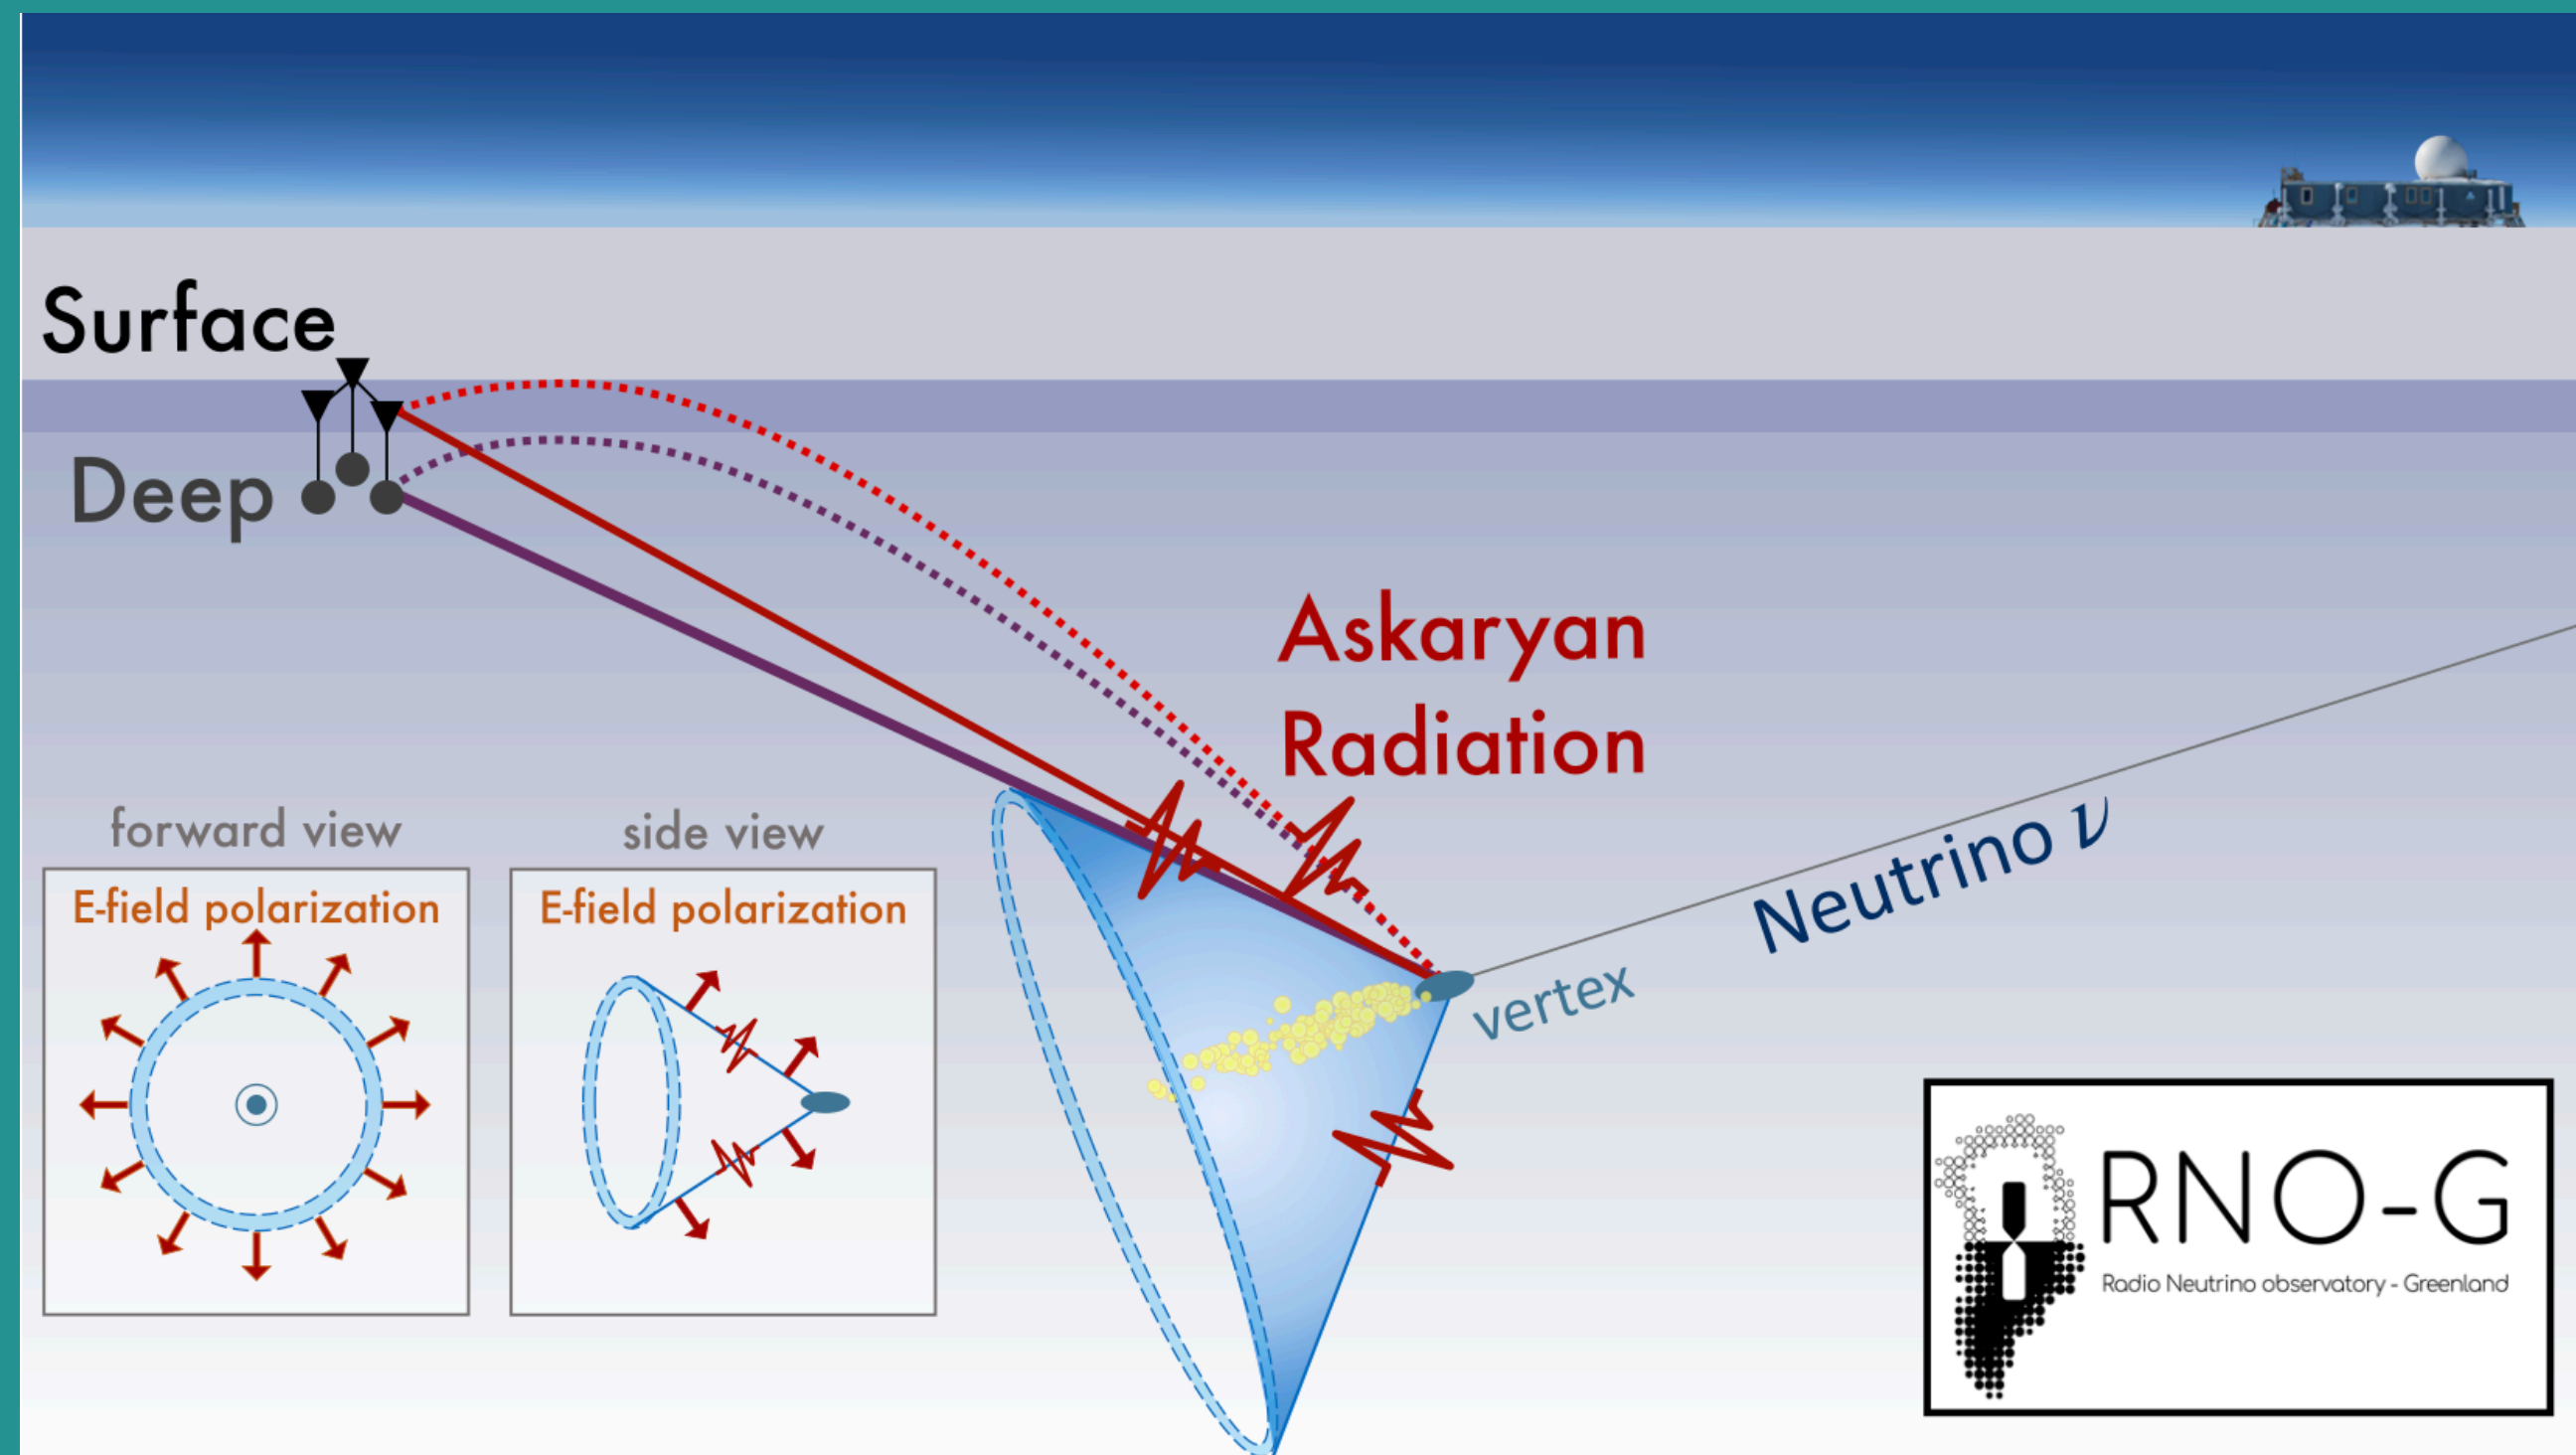 Surface
Deep
Askaryan
Radiation
Neutrino ν
vertex
forward view
E-field polarization
side view
E-field polarization
RNO-G
Radio Neutrino observatory - Greenland